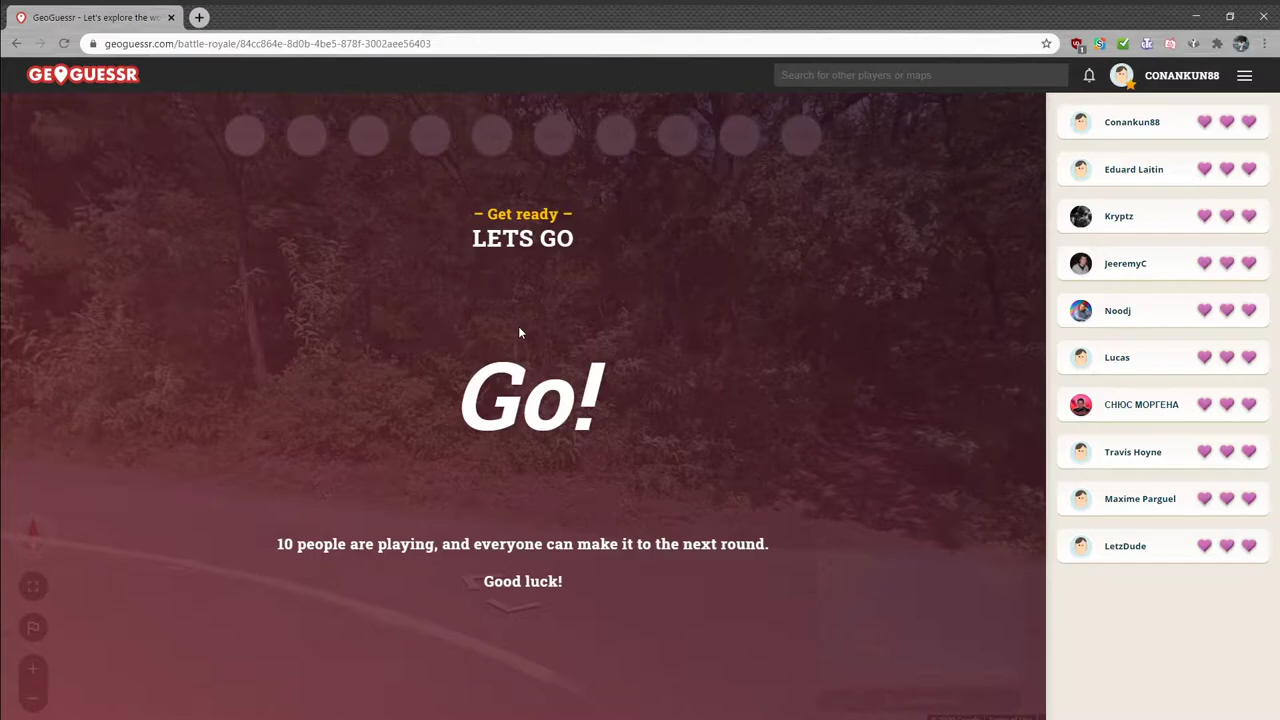 GeoGuessr - Let's explore the wo
geoguessr.com/battle-royale/84cc864e-8d0b-4be5-878f-3002aee56403
1
GEOGUESSR
Search for other players or maps
CONANKUN88
– Get ready –
LETS GO
Go!
10 people are playing, and everyone can make it to the next round.
Good luck!
Conankun88
Eduard Laitin
Kryptz
JeeremyC
Noodj
Lucas
СНЮС МОРГЕНА
Travis Hoyne
Maxime Parguel
LetzDude